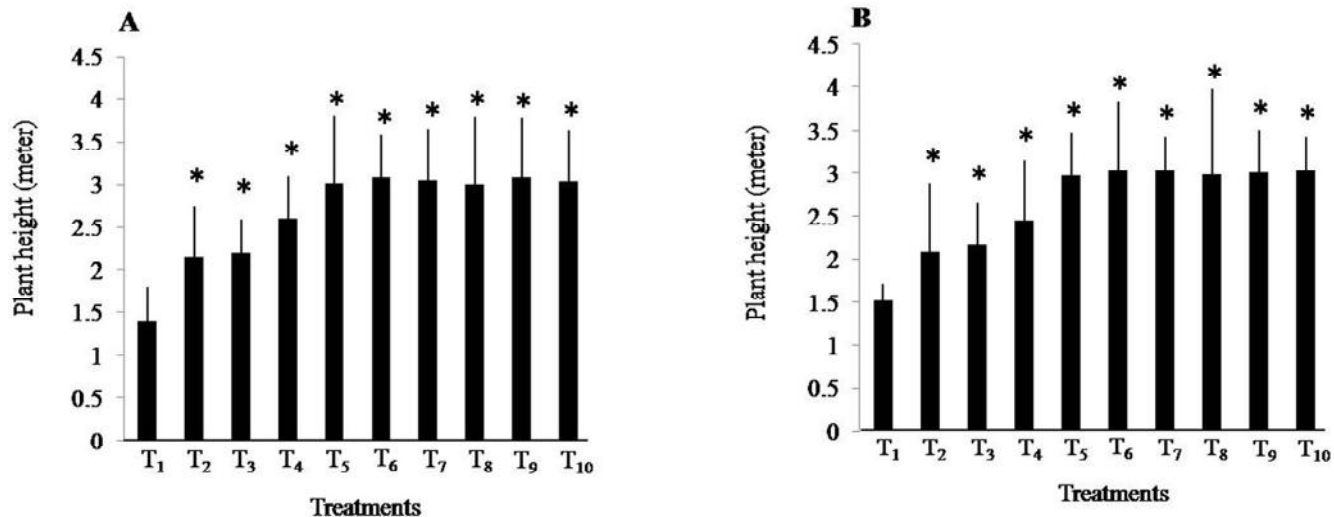 A
Plant height (meter)
4.5
4
3.5
3
2.5
2
1.5
1
0.5
0
* * * * * * * * *
T₁ T₂ T₃ T₄ T₅ T₆ T₇ T₈ T₉ T₁₀
Treatments
B
Plant height (meter)
4.5
4
3.5
3
2.5
2
1.5
1
0.5
0
* * * * * * * * *
T₁ T₂ T₃ T₄ T₅ T₆ T₇ T₈ T₉ T₁₀
Treatments